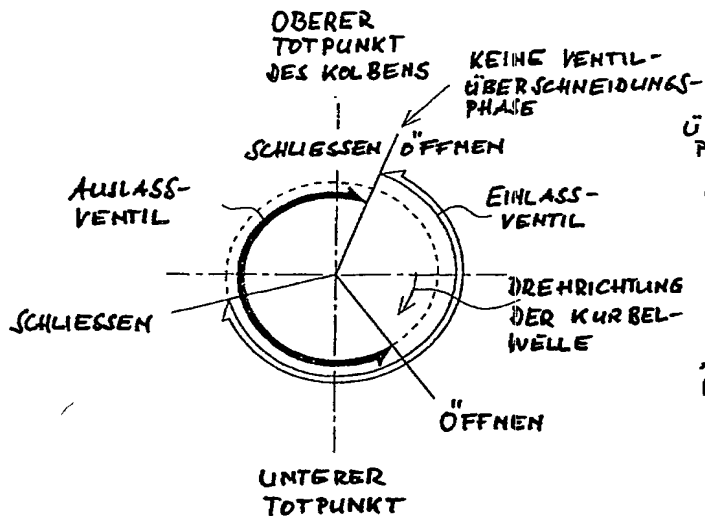 OBERER
TOTPUNKT
DES KOLBENS
KEINE VENTIL-
ÜBERSCHNEIDUNGS-
PHASE
SCHLIESSEN
ÖFFNEN
AUSLASS-
VENTIL
EINLASS-
VENTIL
SCHLIESSEN
DREHRICHTUNG
DER KURBEL-
WELLE
ÖFFNEN
UNTERER
TOTPUNKT